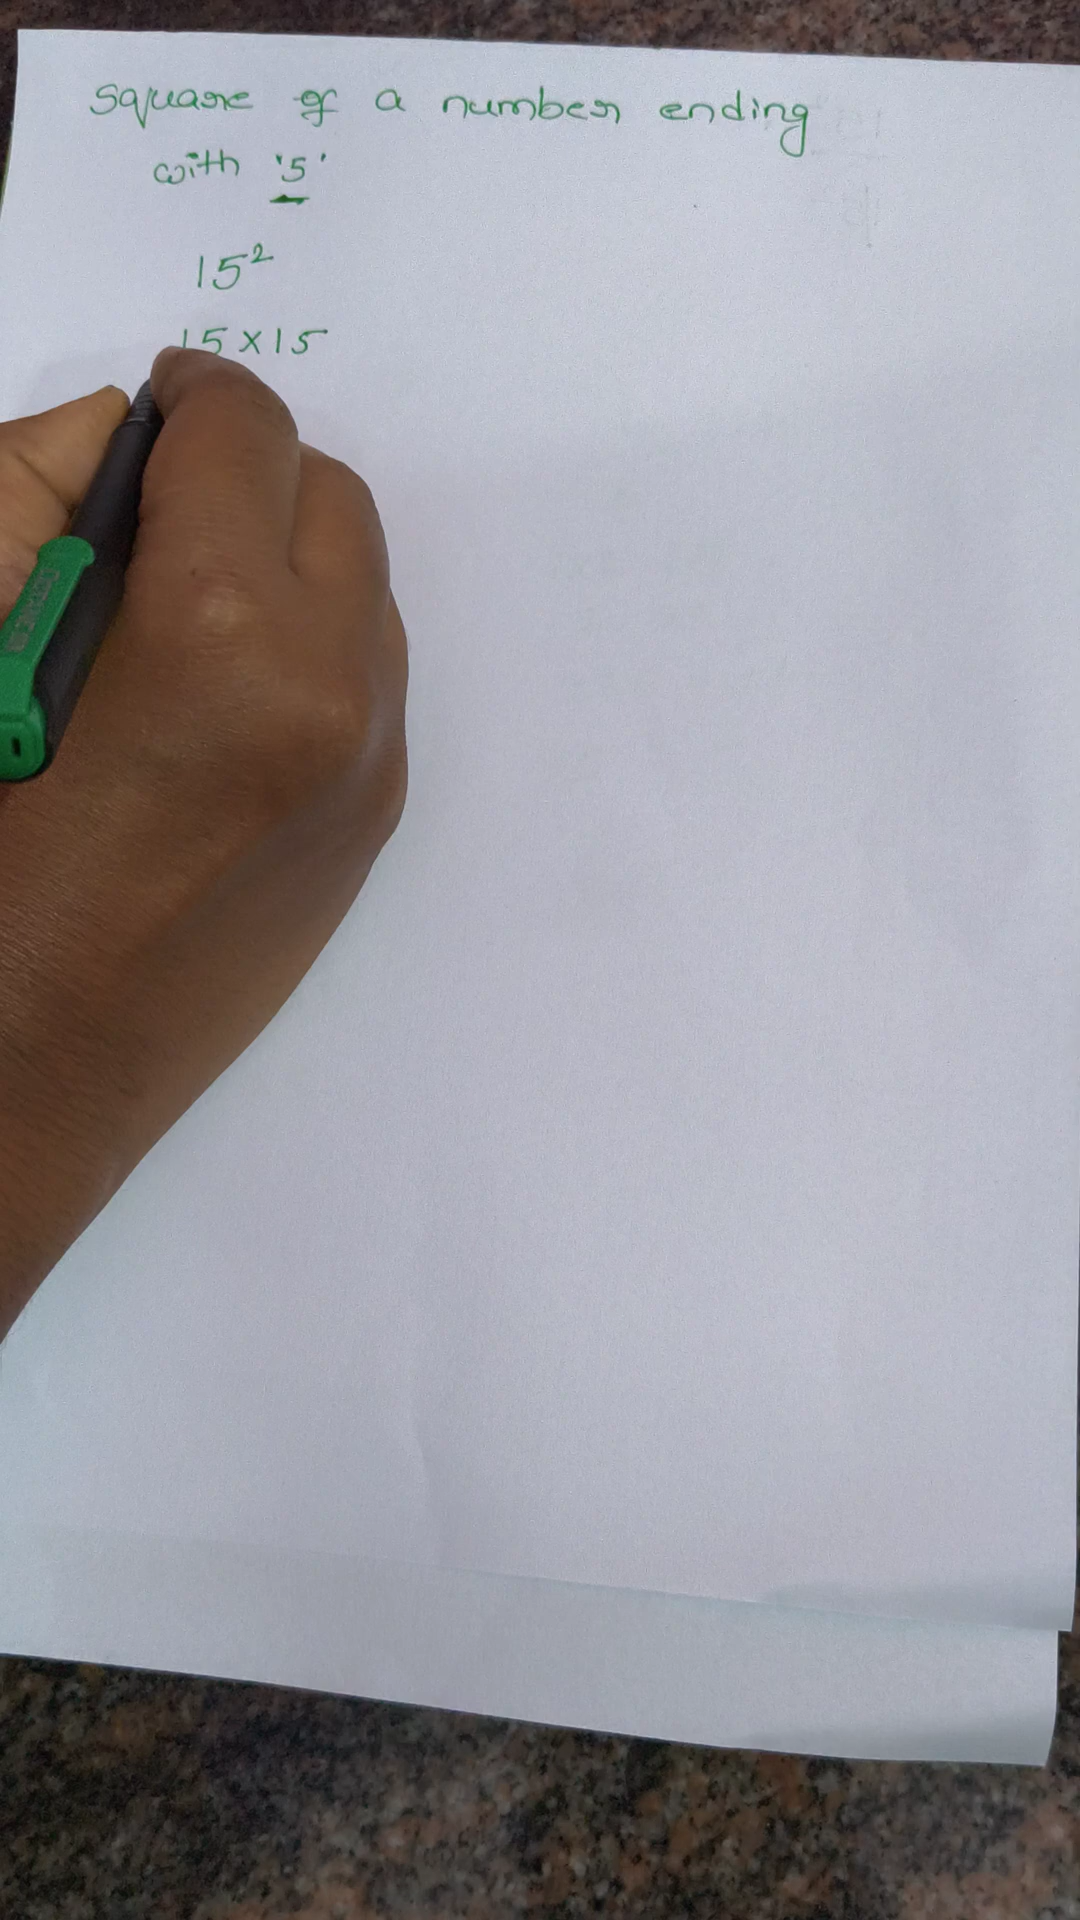 square of a number ending
with '5'
15²
15×15